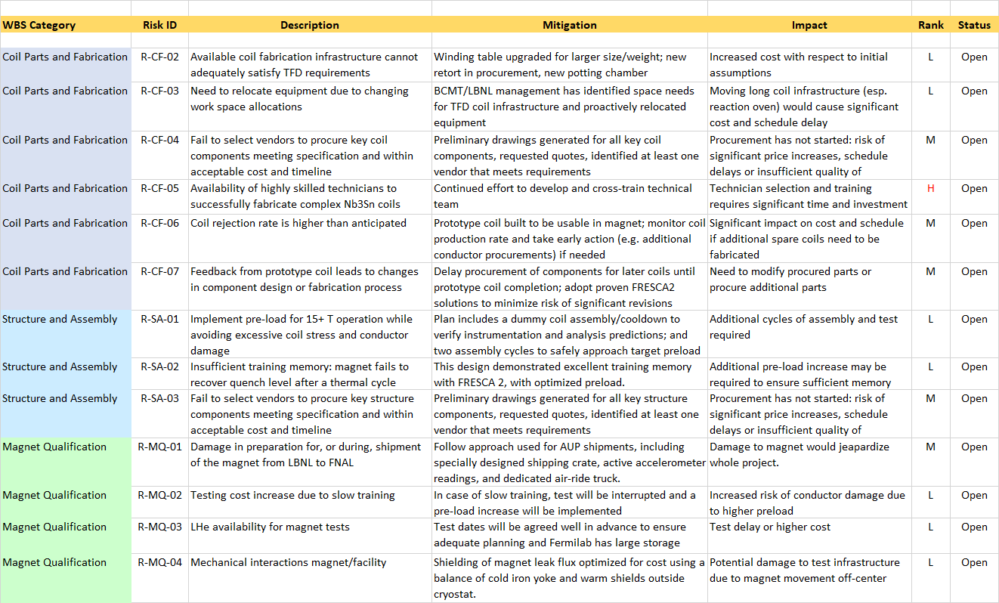 WBS Category Risk ID Description Mitigation Impact Rank Status
Coil Parts and Fabrication R-CF-02 Available coil fabrication infrastructure cannot Winding table upgraded for larger size/weight; new Increased cost with respect to initial L Open
adequately satisfy TFD requirements retort in procurement, new potting chamber assumptions
Coil Parts and Fabrication R-CF-03 Need to relocate equipment due to changing BCMT/LBNL management has identified space needs Moving long coil infrastructure (esp. L Open
work space allocations for TFD coil infrastructure and proactively relocated reaction oven) would cause significant
equipment cost and schedule delay
Coil Parts and Fabrication R-CF-04 Fail to select vendors to procure key coil Preliminary drawings generated for all key coil Procurement has not started: risk of M Open
components meeting specification and within components, requested quotes, identified at least one significant price increases, schedule
acceptable cost and timeline vendor that meets requirements delays or insufficient quality of
Coil Parts and Fabrication R-CF-05 Availability of highly skilled technicians to Continued effort to develop and cross-train technical Technician selection and training H Open
successfully fabricate complex Nb3Sn coils team requires significant time and investment
Coil Parts and Fabrication R-CF-06 Coil rejection rate is higher than anticipated Prototype coil built to be usable in magnet; monitor coil Significant impact on cost and schedule M Open
production rate and take early action (e.g. additional if additional spare coils need to be
conductor procurements) if needed fabricated
Coil Parts and Fabrication R-CF-07 Feedback from prototype coil leads to changes Delay procurement of components for later coils until Need to modify procured parts or M Open
in component design or fabrication process prototype coil completion; adopt proven FRESCA2 procure additional parts
solutions to minimize risk of significant revisions
Structure and Assembly R-SA-01 Implement pre-load for 15+ T operation while Plan includes a dummy coil assembly/cooldown to Additional cycles of assembly and test L Open
avoiding excessive coil stress and conductor verify instrumentation and analysis predictions; and required
damage two assembly cycles to safely approach target preload
Structure and Assembly R-SA-02 Insufficient training memory: magnet fails to This design demonstrated excellent training memory Additional pre-load increase may be L Open
recover quench level after a thermal cycle with FRESCA 2, with optimized preload. required to ensure sufficient memory
Structure and Assembly R-SA-03 Fail to select vendors to procure key structure Preliminary drawings generated for all key structure Procurement has not started: risk of M Open
components meeting specification and within components, requested quotes, identified at least one significant price increases, schedule
acceptable cost and timeline vendor that meets requirements delays or insufficient quality of
Magnet Qualification R-MQ-01 Damage in preparation for, or during, shipment Follow approach used for AUP shipments, including Damage to magnet would jeapardize M Open
of the magnet from LBNL to FNAL specially designed shipping crate, active accelerometer whole project.
readings, and dedicated air-ride truck.
Magnet Qualification R-MQ-02 Testing cost increase due to slow training In case of slow training, test will be interrupted and a Increased risk of conductor damage due L Open
pre-load increase will be implemented to higher preload
Magnet Qualification R-MQ-03 LHe availability for magnet tests Test dates will be agreed well in advance to ensure Test delay or higher cost L Open
adequate planning and Fermilab has large storage
Magnet Qualification R-MQ-04 Mechanical interactions magnet/facility Shielding of magnet leak flux optimized for cost using a Potential damage to test infrastructure L Open
balance of cold iron yoke and warm shields outside due to magnet movement off-center
cryostat.